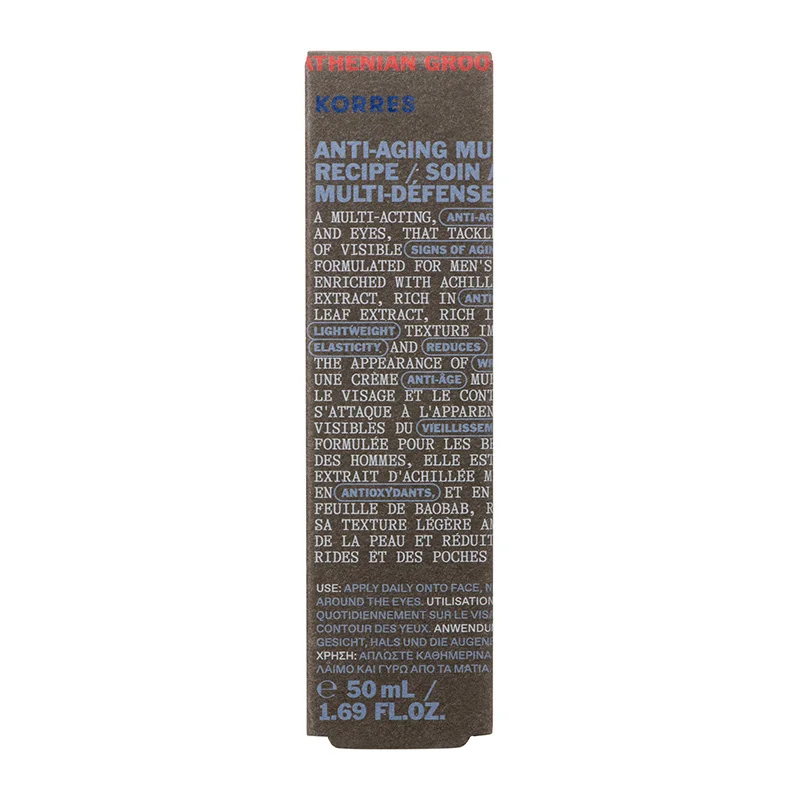 ATHENIAN GROO
KORRES
ANTI-AGING MU
RECIPE / SOIN A
MULTI-DÉFENSE
A MULTI-ACTING, ANTI-AG
AND EYES, THAT TACKL
OF VISIBLE SIGNS OF AGIN
FORMULATED FOR MEN'S
ENRICHED WITH ACHILL
EXTRACT, RICH IN ANTI
LEAF EXTRACT, RICH I
LIGHTWEIGHT TEXTURE IM
ELASTICITY AND REDUCES
THE APPEARANCE OF WR
UNE CRÈME ANTI-ÂGE MU
LE VISAGE ET LE CONT
S'ATTAQUE À L'APPAREN
VISIBLES DU VIEILLISSEM
FORMULÉE POUR LES BE
DES HOMMES, ELLE EST
EXTRAIT D'ACHILLÉE M
EN ANTIOXYDANTS, ET EN
FEUILLE DE BAOBAB, R
SA TEXTURE LÉGÈRE AM
DE LA PEAU ET RÉDUIT
RIDES ET DES POCHES
USE: APPLY DAILY ONTO FACE, N
AROUND THE EYES. UTILISATION
QUOTIDIENNEMENT SUR LE VISA
CONTOUR DES YEUX. ANWENDUN
GESICHT, HALS UND DIE AUGEN
ΧΡΗΣΗ: ΑΠΛΩΣΤΕ ΚΑΘΗΜΕΡΙΝΑ
ΛΑΙΜΟ ΚΑΙ ΓΥΡΩ ΑΠΟ ΤΑ ΜΑΤΙΑ
℮ 50 mL /
1.69 FL.OZ.